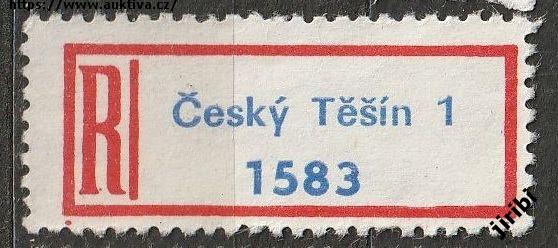 https://www.auktiva.cz/
R
Český Těšín 1
1583
jiribi